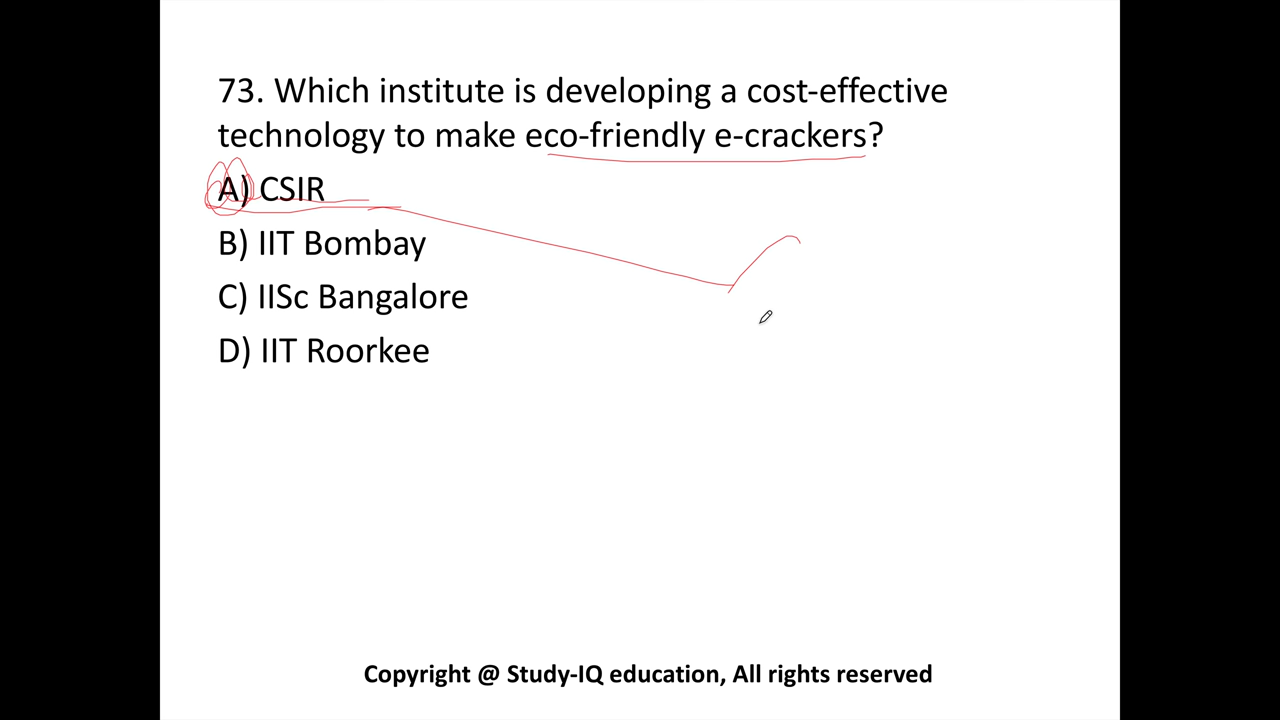 73. Which institute is developing a cost-effective
technology to make eco-friendly e-crackers?
A) CSIR
B) IIT Bombay
C) IISc Bangalore
D) IIT Roorkee
Copyright @ Study-IQ education, All rights reserved